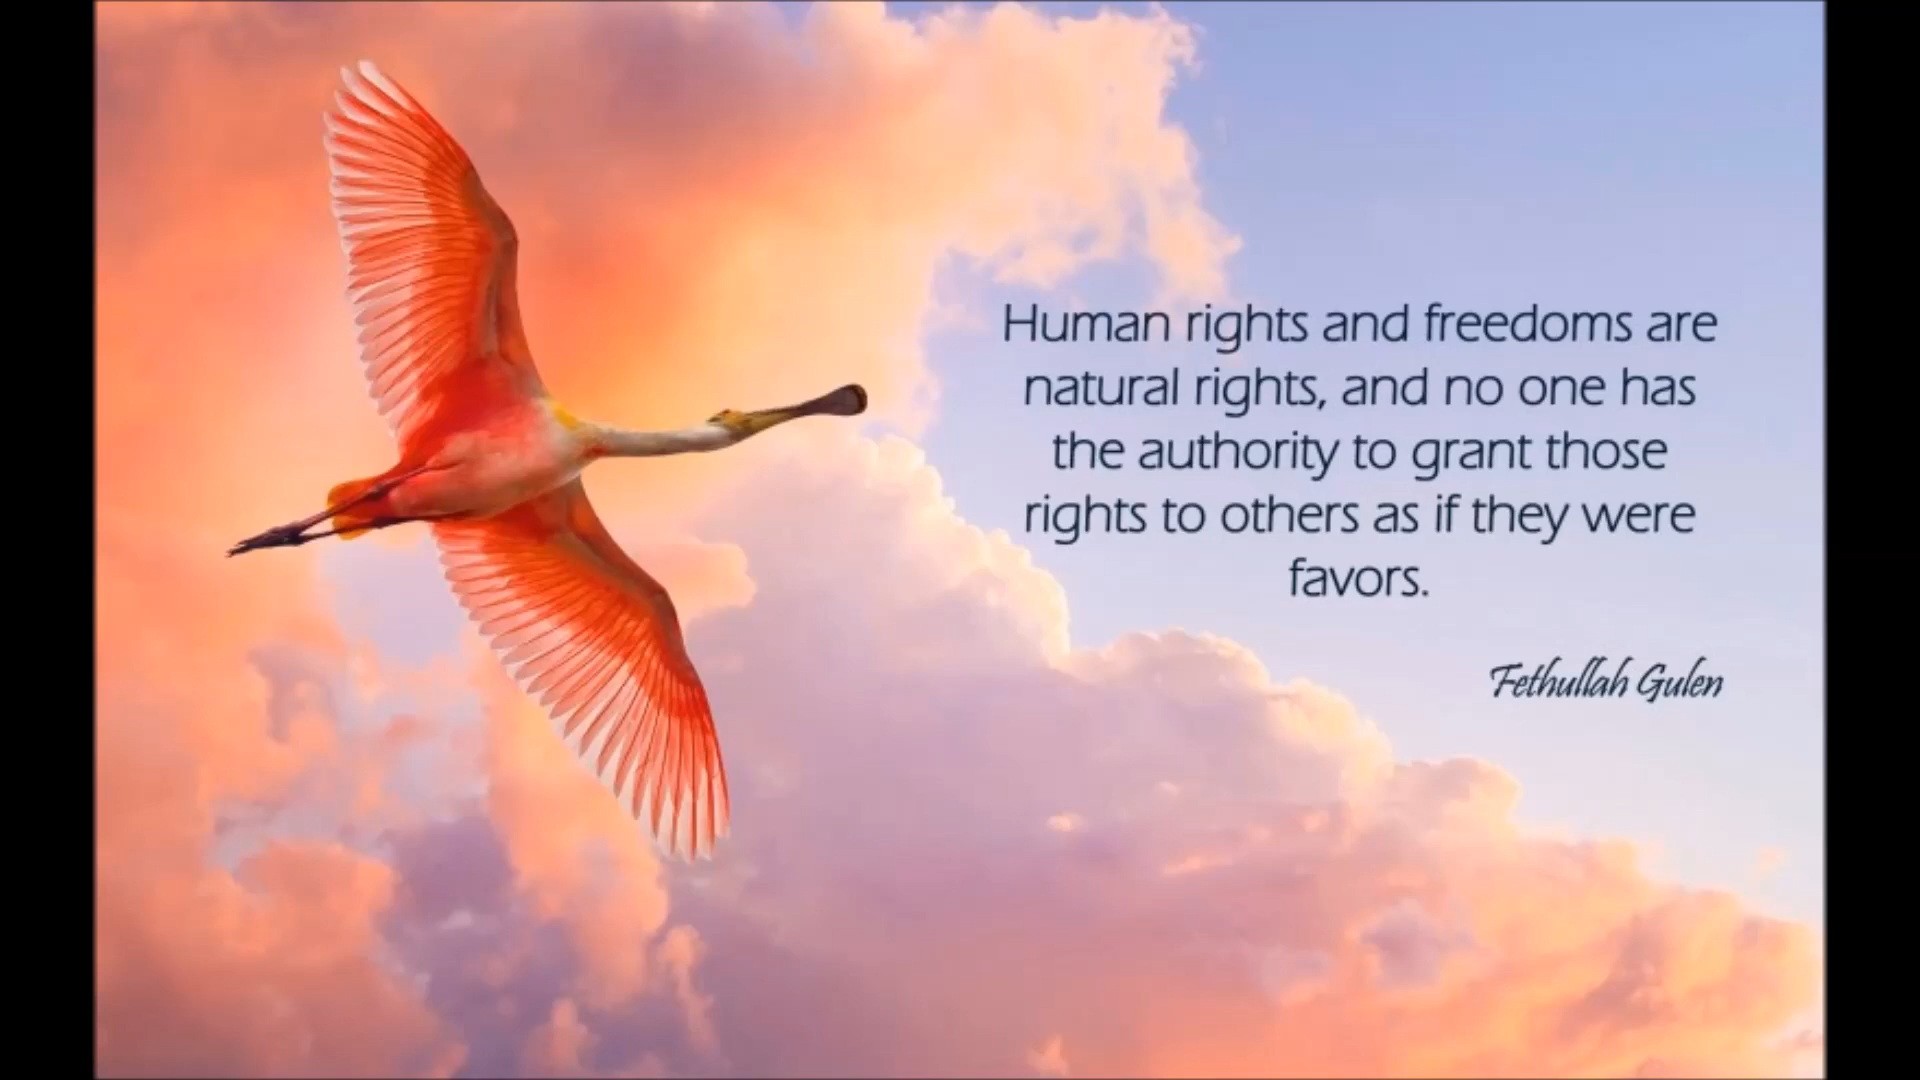 Human rights and freedoms are
natural rights, and no one has
the authority to grant those
rights to others as if they were
favors.
Fethullah Gulen